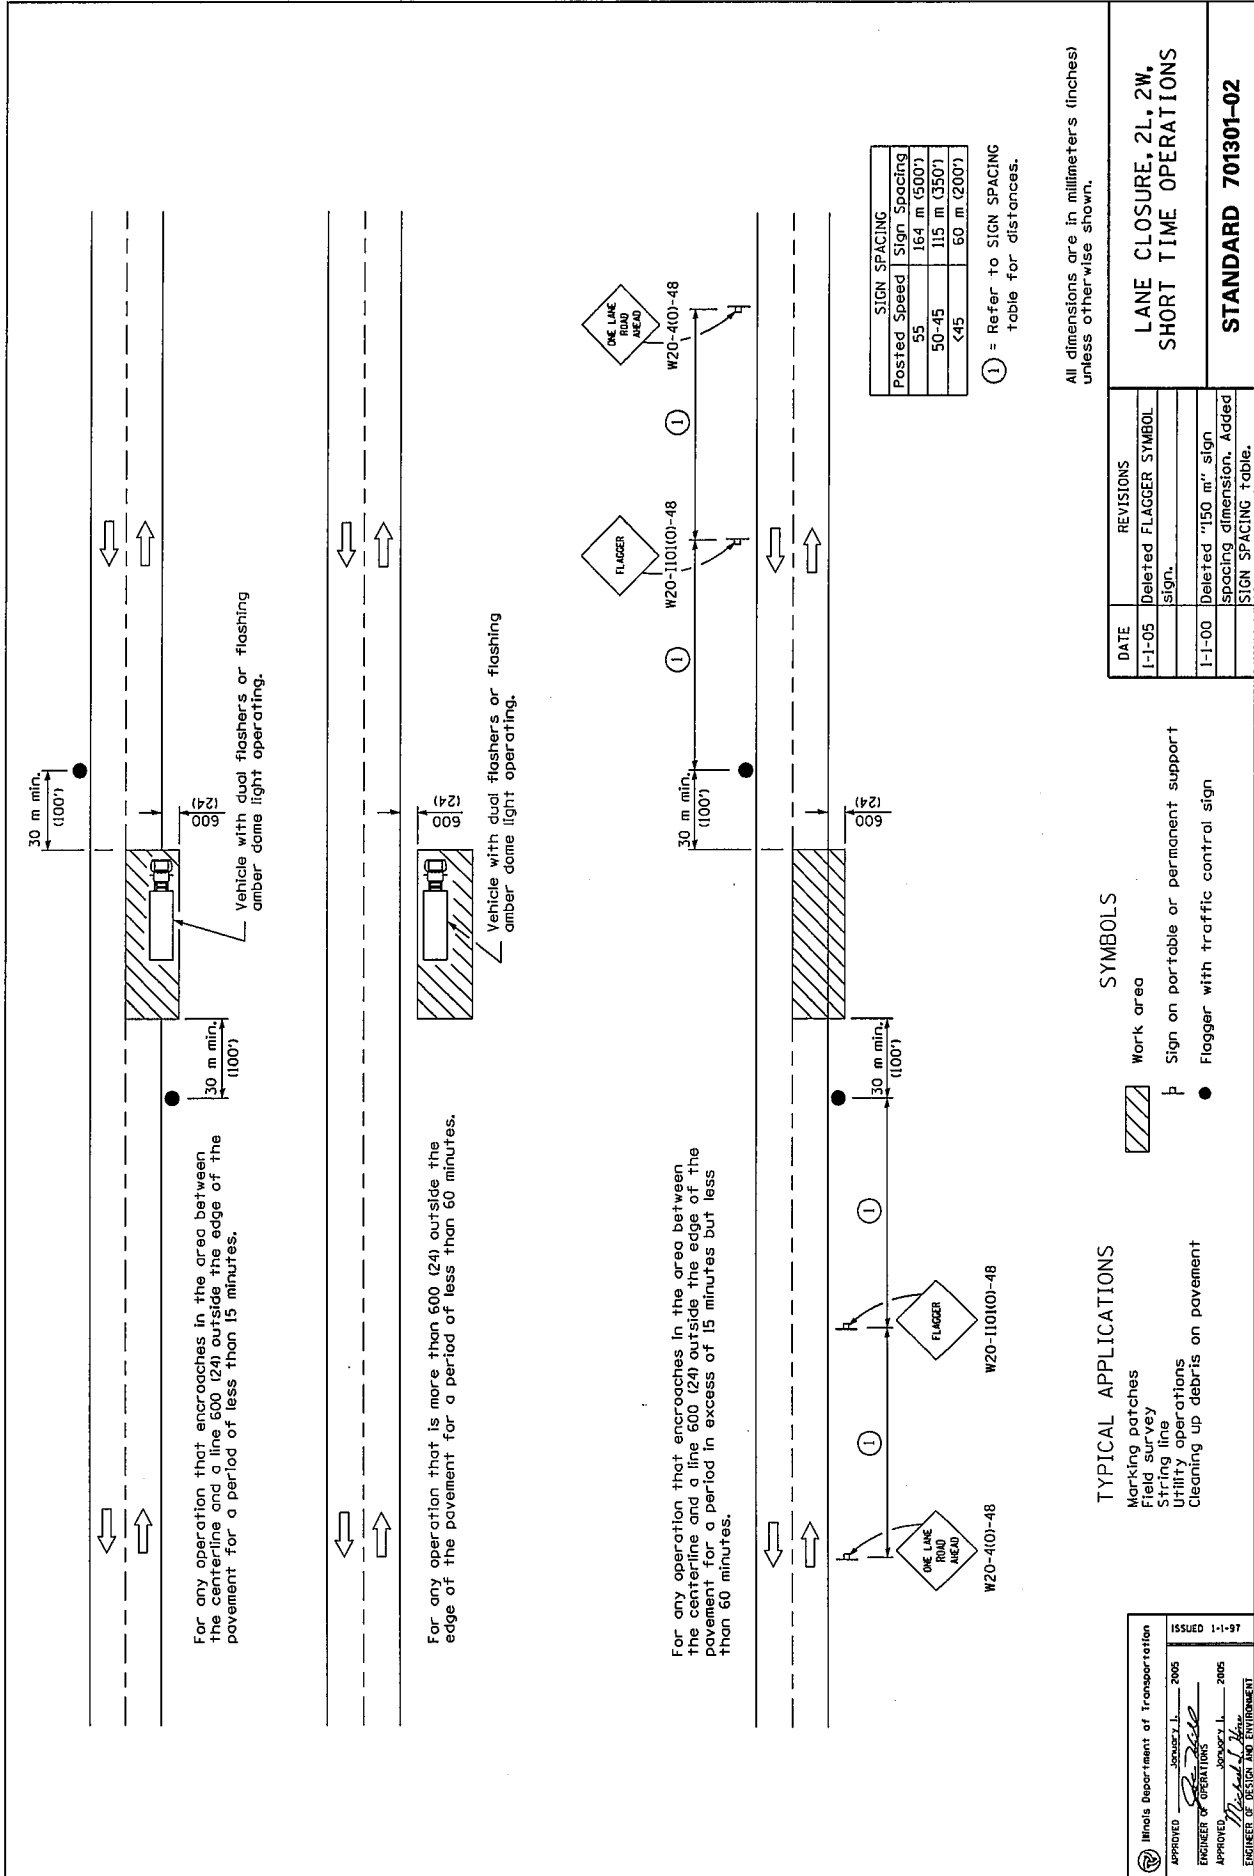 30 m min.
(100')
600
(24)
30 m min.
(100')
Vehicle with dual flashers or flashing
amber dome light operating.
For any operation that encroaches in the area between
the centerline and a line 600 (24) outside the edge of the
pavement for a period of less than 15 minutes.
600
(24)
Vehicle with dual flashers or flashing
amber dome light operating.
For any operation that is more than 600 (24) outside the
edge of the pavement for a period of less than 60 minutes.
FLAGGER
W20-I101(O)-48
ONE LANE
ROAD
AHEAD
W20-4(O)-48
1
1
30 m min.
(100')
600
(24)
30 m min.
(100')
For any operation that encroaches in the area between
the centerline and a line 600 (24) outside the edge of the
pavement for a period in excess of 15 minutes but less
than 60 minutes.
1
1
ONE LANE
ROAD
AHEAD
W20-4(O)-48
FLAGGER
W20-I101(O)-48
SIGN SPACING
Posted Speed Sign Spacing
55 164 m (500')
50-45 115 m (350')
<45 60 m (200')
1 = Refer to SIGN SPACING
table for distances.
All dimensions are in millimeters (inches)
unless otherwise shown.
TYPICAL APPLICATIONS
Marking patches
Field survey
String line
Utility operations
Cleaning up debris on pavement
SYMBOLS
Work area
Sign on portable or permanent support
Flagger with traffic control sign
Illinois Department of Transportation
APPROVED January 1, 2005
ENGINEER OF OPERATIONS
APPROVED January 1, 2005
ENGINEER OF DESIGN AND ENVIRONMENT
ISSUED 1-1-97
DATE REVISIONS
1-1-05 Deleted FLAGGER SYMBOL
sign.
1-1-00 Deleted "150 m" sign
spacing dimension. Added
SIGN SPACING table.
LANE CLOSURE, 2L, 2W,
SHORT TIME OPERATIONS
STANDARD 701301-02